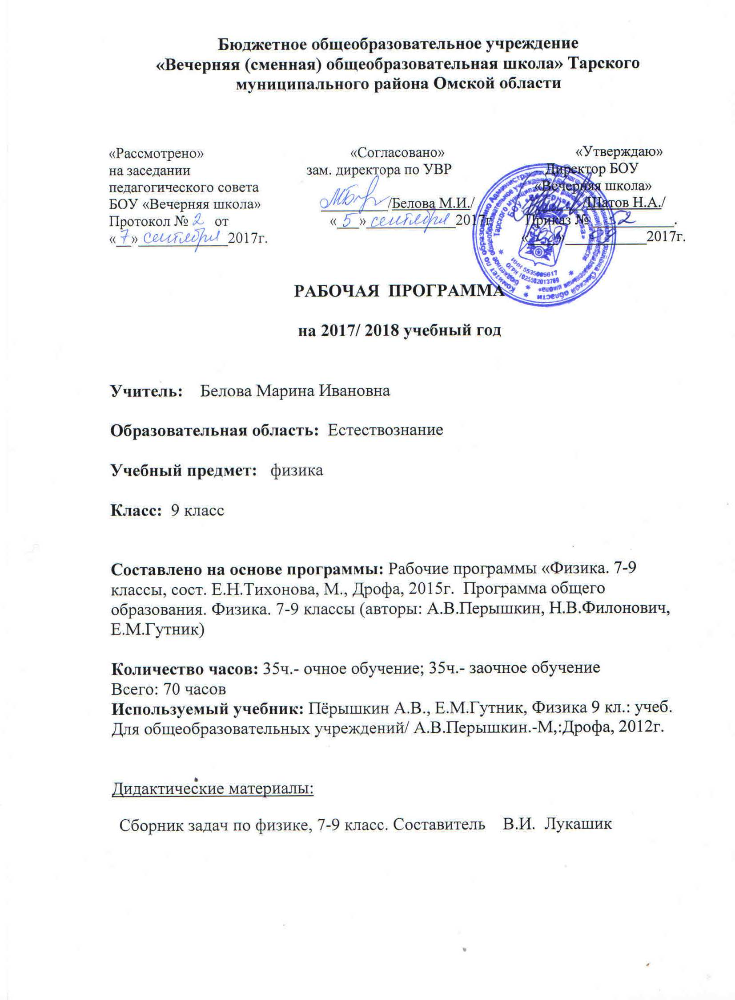 Бюджетное общеобразовательное учреждение
«Вечерняя (сменная) общеобразовательная школа» Тарского
муниципального района Омской области
«Рассмотрено»
на заседании
педагогического совета
БОУ «Вечерняя школа»
Протокол № 2 от
«7» сентября 2017г.
«Согласовано»
зам. директора по УВР
/Белова М.И./
«5» сентября 2017г
«Утверждаю»
Директор БОУ
«Вечерняя школа»
/Шатов Н.А./
Приказ № 52 .
« » 2017г.
ИНН 5535005617
ОГРН 1025502013769
РАБОЧАЯ ПРОГРАММА
на 2017/ 2018 учебный год
Учитель: Белова Марина Ивановна
Образовательная область: Естествознание
Учебный предмет: физика
Класс: 9 класс
Составлено на основе программы: Рабочие программы «Физика. 7-9
классы, сост. Е.Н.Тихонова, М., Дрофа, 2015г. Программа общего
образования. Физика. 7-9 классы (авторы: А.В.Перышкин, Н.В.Филонович,
Е.М.Гутник)
Количество часов: 35ч.- очное обучение; 35ч.- заочное обучение
Всего: 70 часов
Используемый учебник: Пёрышкин А.В., Е.М.Гутник, Физика 9 кл.: учеб.
Для общеобразовательных учреждений/ А.В.Перышкин.-М,:Дрофа, 2012г.
Дидактические материалы:
Сборник задач по физике, 7-9 класс. Составитель В.И. Лукашик